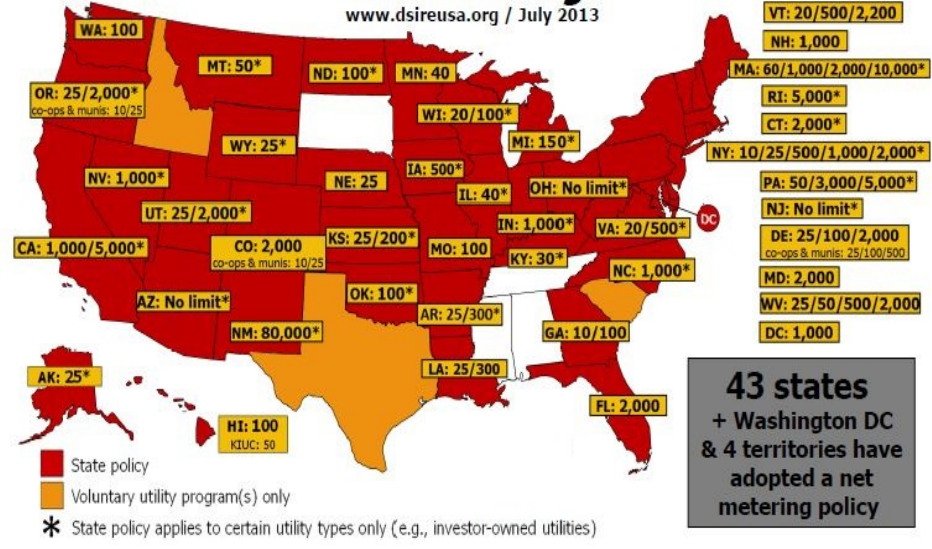 www.dsireusa.org / July 2013
WA: 100
MT: 50*
ND: 100*
MN: 40
OR: 25/2,000*
co-ops & munis: 10/25
WI: 20/100*
MI: 150*
WY: 25*
IA: 500*
NV: 1,000*
NE: 25
IL: 40*
OH: No limit*
UT: 25/2,000*
IN: 1,000*
VA: 20/500*
DC
CA: 1,000/5,000*
CO: 2,000
co-ops & munis: 10/25
KS: 25/200*
MO: 100
KY: 30*
NC: 1,000*
AZ: No limit*
OK: 100*
NM: 80,000*
AR: 25/300*
GA: 10/100
LA: 25/300
AK: 25*
FL: 2,000
HI: 100
KIUC: 50
VT: 20/500/2,200
NH: 1,000
MA: 60/1,000/2,000/10,000*
RI: 5,000*
CT: 2,000*
NY: 10/25/500/1,000/2,000*
PA: 50/3,000/5,000*
NJ: No limit*
DE: 25/100/2,000
co-ops & munis: 25/100/500
MD: 2,000
WV: 25/50/500/2,000
DC: 1,000
State policy
Voluntary utility program(s) only
* State policy applies to certain utility types only (e.g., investor-owned utilities)
43 states
+ Washington DC
& 4 territories have
adopted a net
metering policy